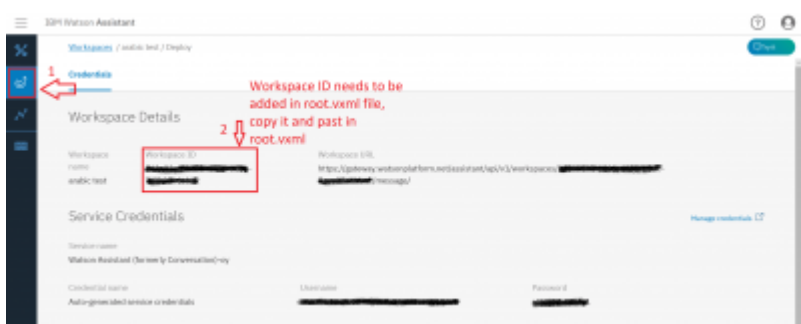 IBM Watson Assistant
Workspaces / arabic test / Deploy
1
Credentials
Workspace ID needs to be
added in root.vxml file,
copy it and past in
root.vxml
2
Workspace Details
Workspace name
Workspace ID
Workspace URL
arabic test
https://gateway.watsonplatform.net/assistant/api/v1/workspaces/
/message/
Service Credentials
Manage credentials
Service name
Watson Assistant (formerly Conversation)-oy
Credential name
Username
Password
Auto-generated service credentials